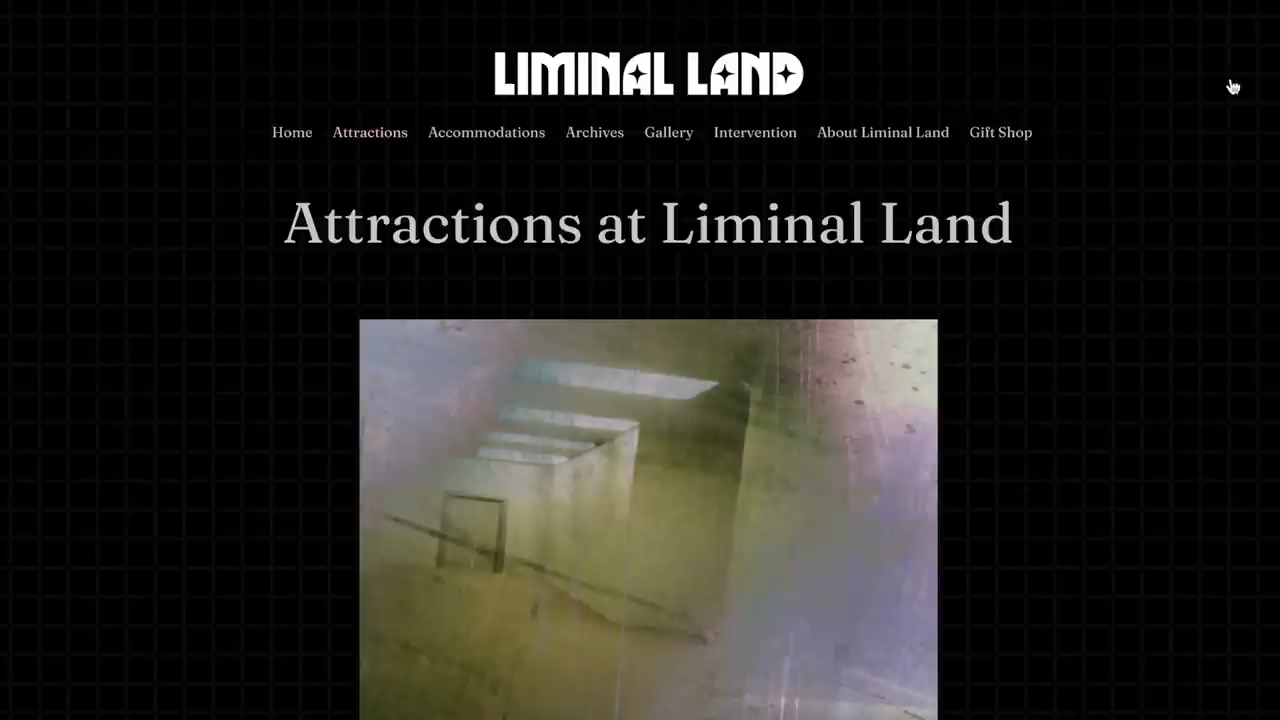 LIMINAL LAND
Home Attractions Accommodations Archives Gallery Intervention About Liminal Land Gift Shop
Attractions at Liminal Land